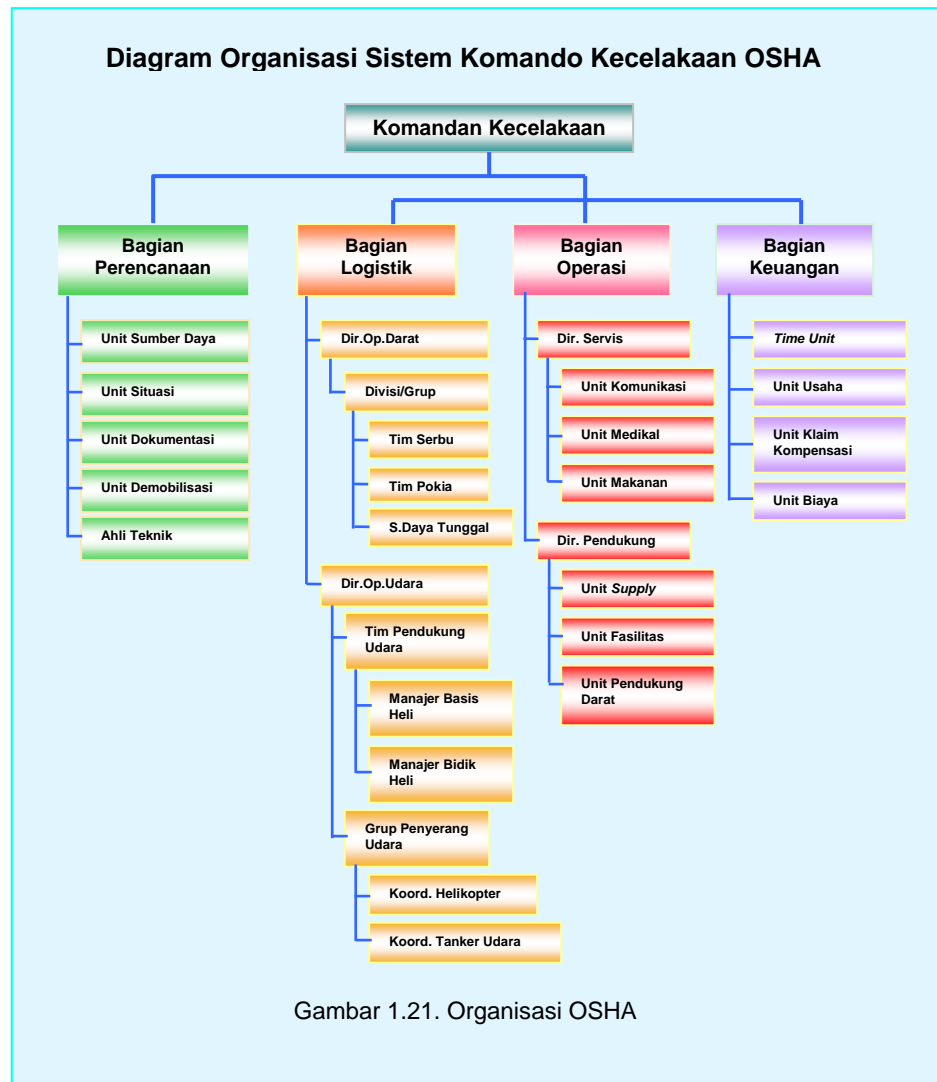 Diagram Organisasi Sistem Komando Kecelakaan OSHA
Komandan Kecelakaan
Bagian
Perencanaan
Unit Sumber Daya
Unit Situasi
Unit Dokumentasi
Unit Demobilisasi
Ahli Teknik
Bagian
Logistik
Dir.Op.Darat
Divisi/Grup
Tim Serbu
Tim Pokia
S.Daya Tunggal
Dir.Op.Udara
Tim Pendukung
Udara
Manajer Basis
Heli
Manajer Bidik
Heli
Grup Penyerang
Udara
Koord. Helikopter
Koord. Tanker Udara
Bagian
Operasi
Dir. Servis
Unit Komunikasi
Unit Medikal
Unit Makanan
Dir. Pendukung
Unit Supply
Unit Fasilitas
Unit Pendukung
Darat
Bagian
Keuangan
Time Unit
Unit Usaha
Unit Klaim
Kompensasi
Unit Biaya
Gambar 1.21. Organisasi OSHA